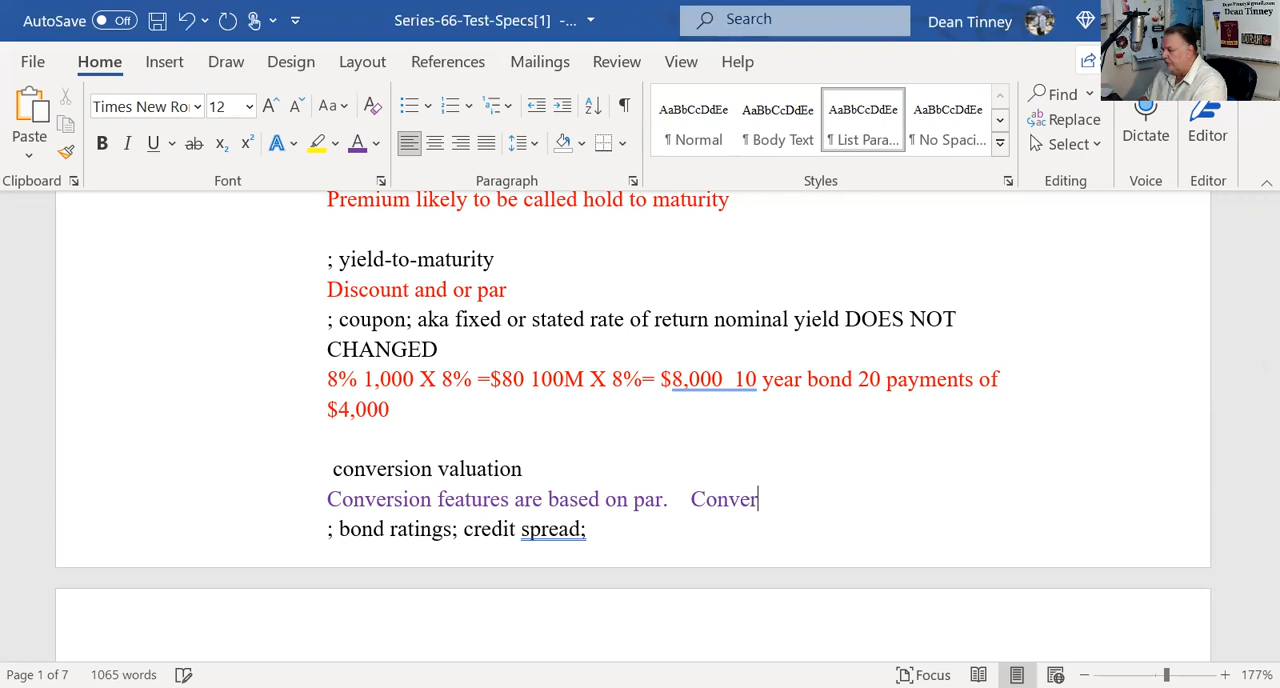 AutoSave Off Series-66-Test-Specs[1] -... Search Dean Tinney
Dean Tinney
File Home Insert Draw Design Layout References Mailings Review View Help
Times New Ro 12 Aa AaBbCcDdEe AaBbCcDdEe AaBbCcDdEe AaBbCcDdEe Find
Paste Replace
Select
Dictate Editor
B I U ab x₂ x² A A ¶ Normal ¶ Body Text ¶ List Para... ¶ No Spaci...
Clipboard Font Paragraph Styles Editing Voice Editor
Premium likely to be called hold to maturity
; yield-to-maturity
Discount and or par
; coupon; aka fixed or stated rate of return nominal yield DOES NOT
CHANGED
8% 1,000 X 8% =$80 100M X 8%= $8,000  10 year bond 20 payments of
$4,000
conversion valuation
Conversion features are based on par.    Conver
; bond ratings; credit spread;
Page 1 of 7 1065 words Focus 177%